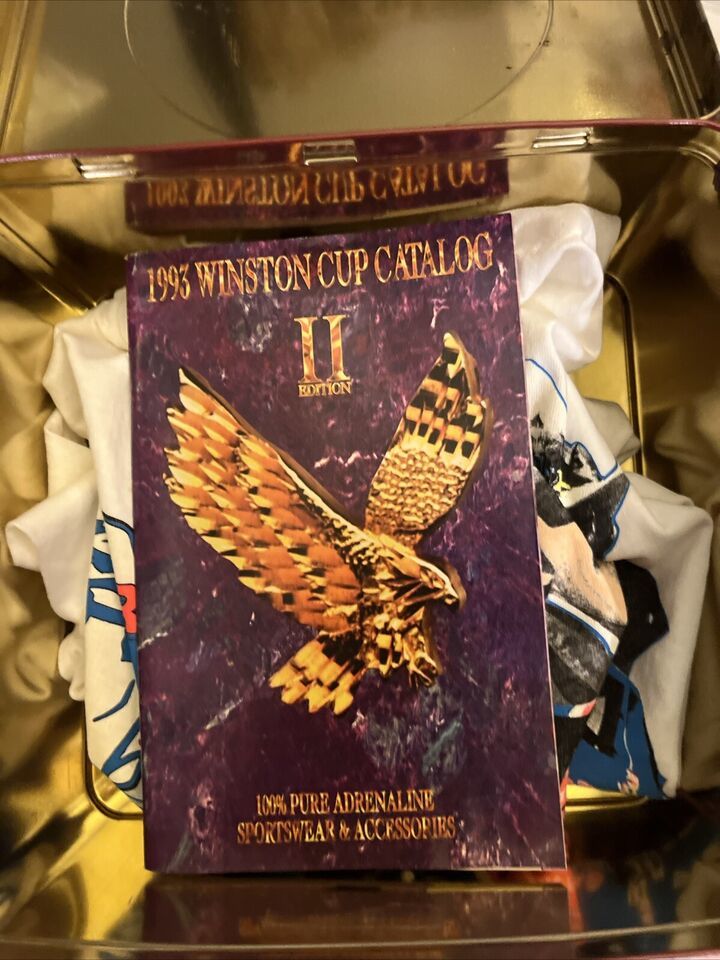 1993 WINSTON CUP CATALOG
II
EDITION
100% PURE ADRENALINE
SPORTSWEAR & ACCESSORIES